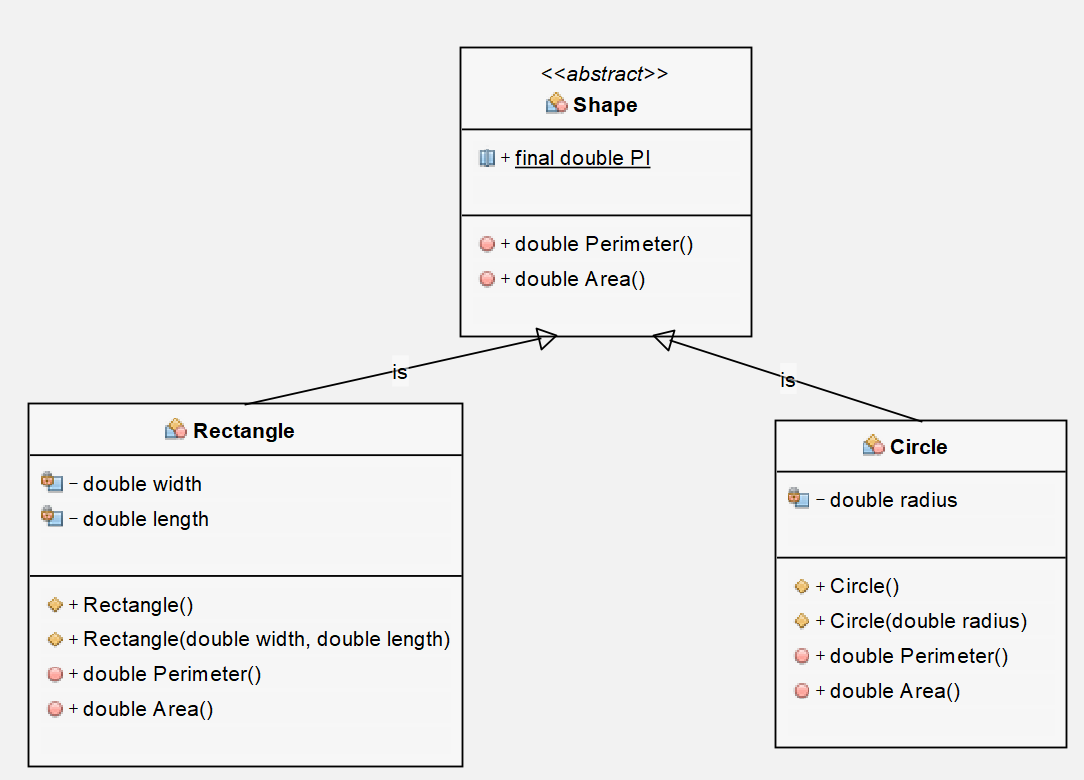 <<abstract>>
Shape
+ final double PI
+ double Perimeter()
+ double Area()
is
is
Rectangle
- double width
- double length
+ Rectangle()
+ Rectangle(double width, double length)
+ double Perimeter()
+ double Area()
Circle
- double radius
+ Circle()
+ Circle(double radius)
+ double Perimeter()
+ double Area()